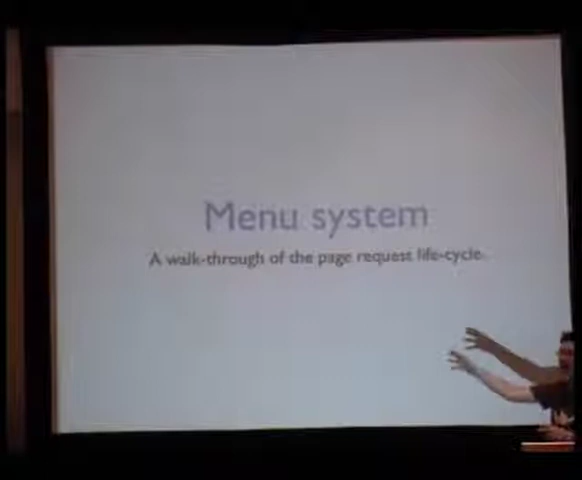 Menu system
A walk-through of the page request life-cycle.